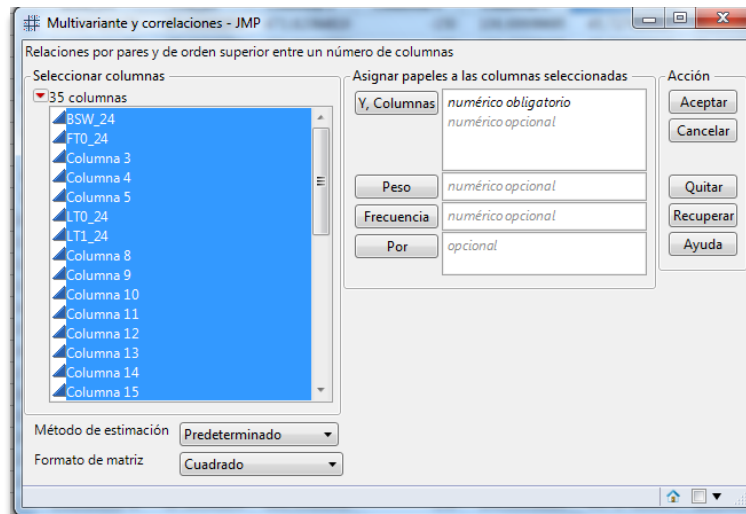 Multivariante y correlaciones - JMP
Relaciones por pares y de orden superior entre un número de columnas
Seleccionar columnas
35 columnas
BSW_24
FT0_24
Columna 3
Columna 4
Columna 5
LT0_24
LT1_24
Columna 8
Columna 9
Columna 10
Columna 11
Columna 12
Columna 13
Columna 14
Columna 15
Método de estimación Predeterminado
Formato de matriz Cuadrado
Asignar papeles a las columnas seleccionadas
Y, Columnas numérico obligatorio
numérico opcional
Peso numérico opcional
Frecuencia numérico opcional
Por opcional
Acción
Aceptar
Cancelar
Quitar
Recuperar
Ayuda